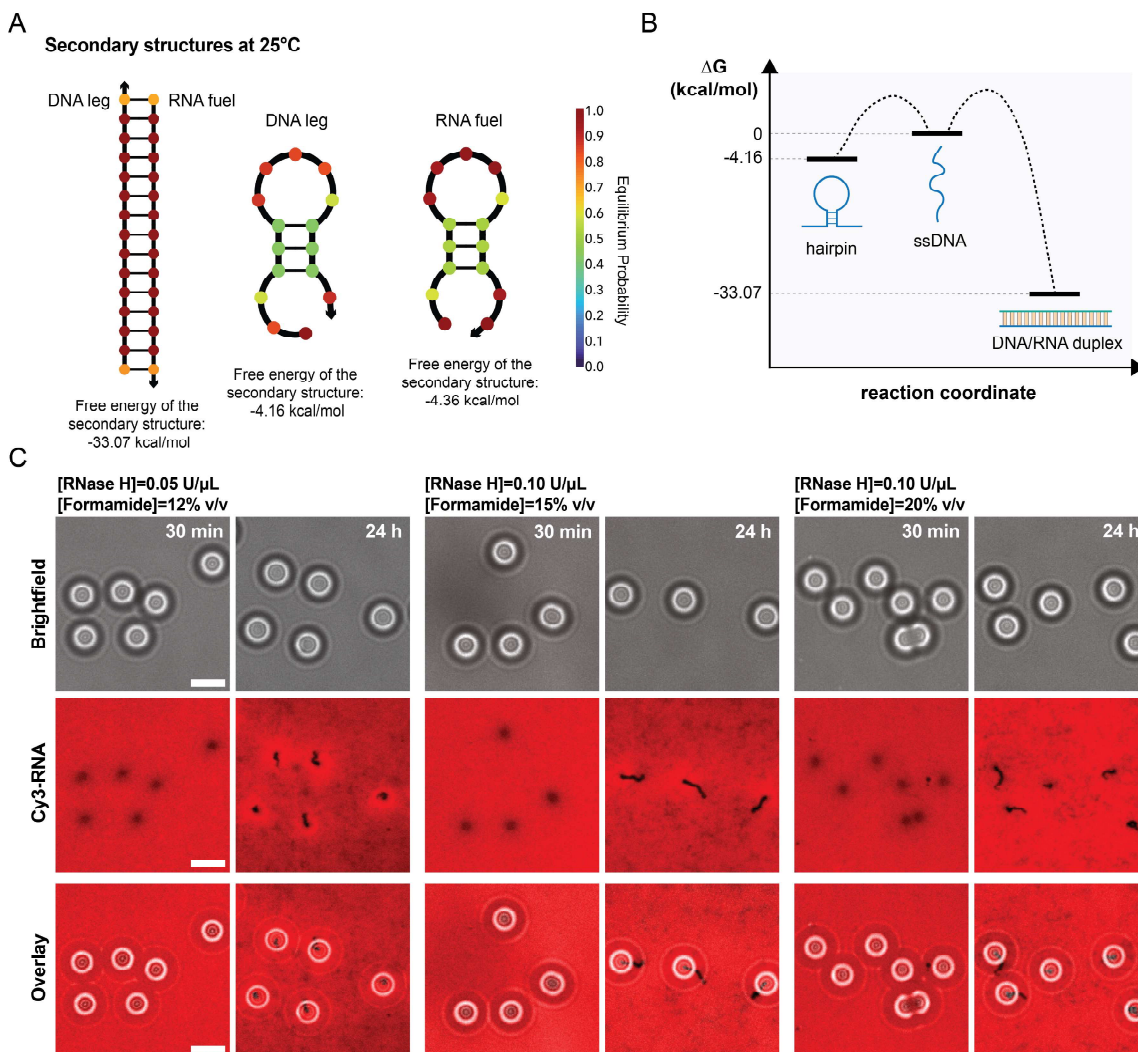 A
Secondary structures at 25°C
DNA leg
RNA fuel
DNA leg
RNA fuel
1.0
0.9
0.8
0.7
0.6
0.5
0.4
0.3
0.2
0.1
0.0
Equilibrium Probability
Free energy of the
secondary structure:
-33.07 kcal/mol
Free energy of the
secondary structure:
-4.16 kcal/mol
Free energy of the
secondary structure:
-4.36 kcal/mol
B
ΔG
(kcal/mol)
0
-4.16
-33.07
hairpin
ssDNA
DNA/RNA duplex
reaction coordinate
C
[RNase H]=0.05 U/µL
[Formamide]=12% v/v
[RNase H]=0.10 U/µL
[Formamide]=15% v/v
[RNase H]=0.10 U/µL
[Formamide]=20% v/v
30 min
24 h
30 min
24 h
30 min
24 h
Brightfield
Cy3-RNA
Overlay